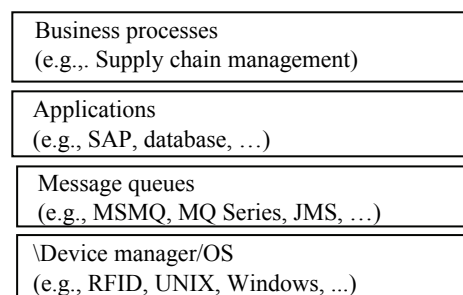 Business processes
(e.g.,. Supply chain management)
Applications
(e.g., SAP, database, …)
Message queues
(e.g., MSMQ, MQ Series, JMS, …)
\Device manager/OS
(e.g., RFID, UNIX, Windows, ...)